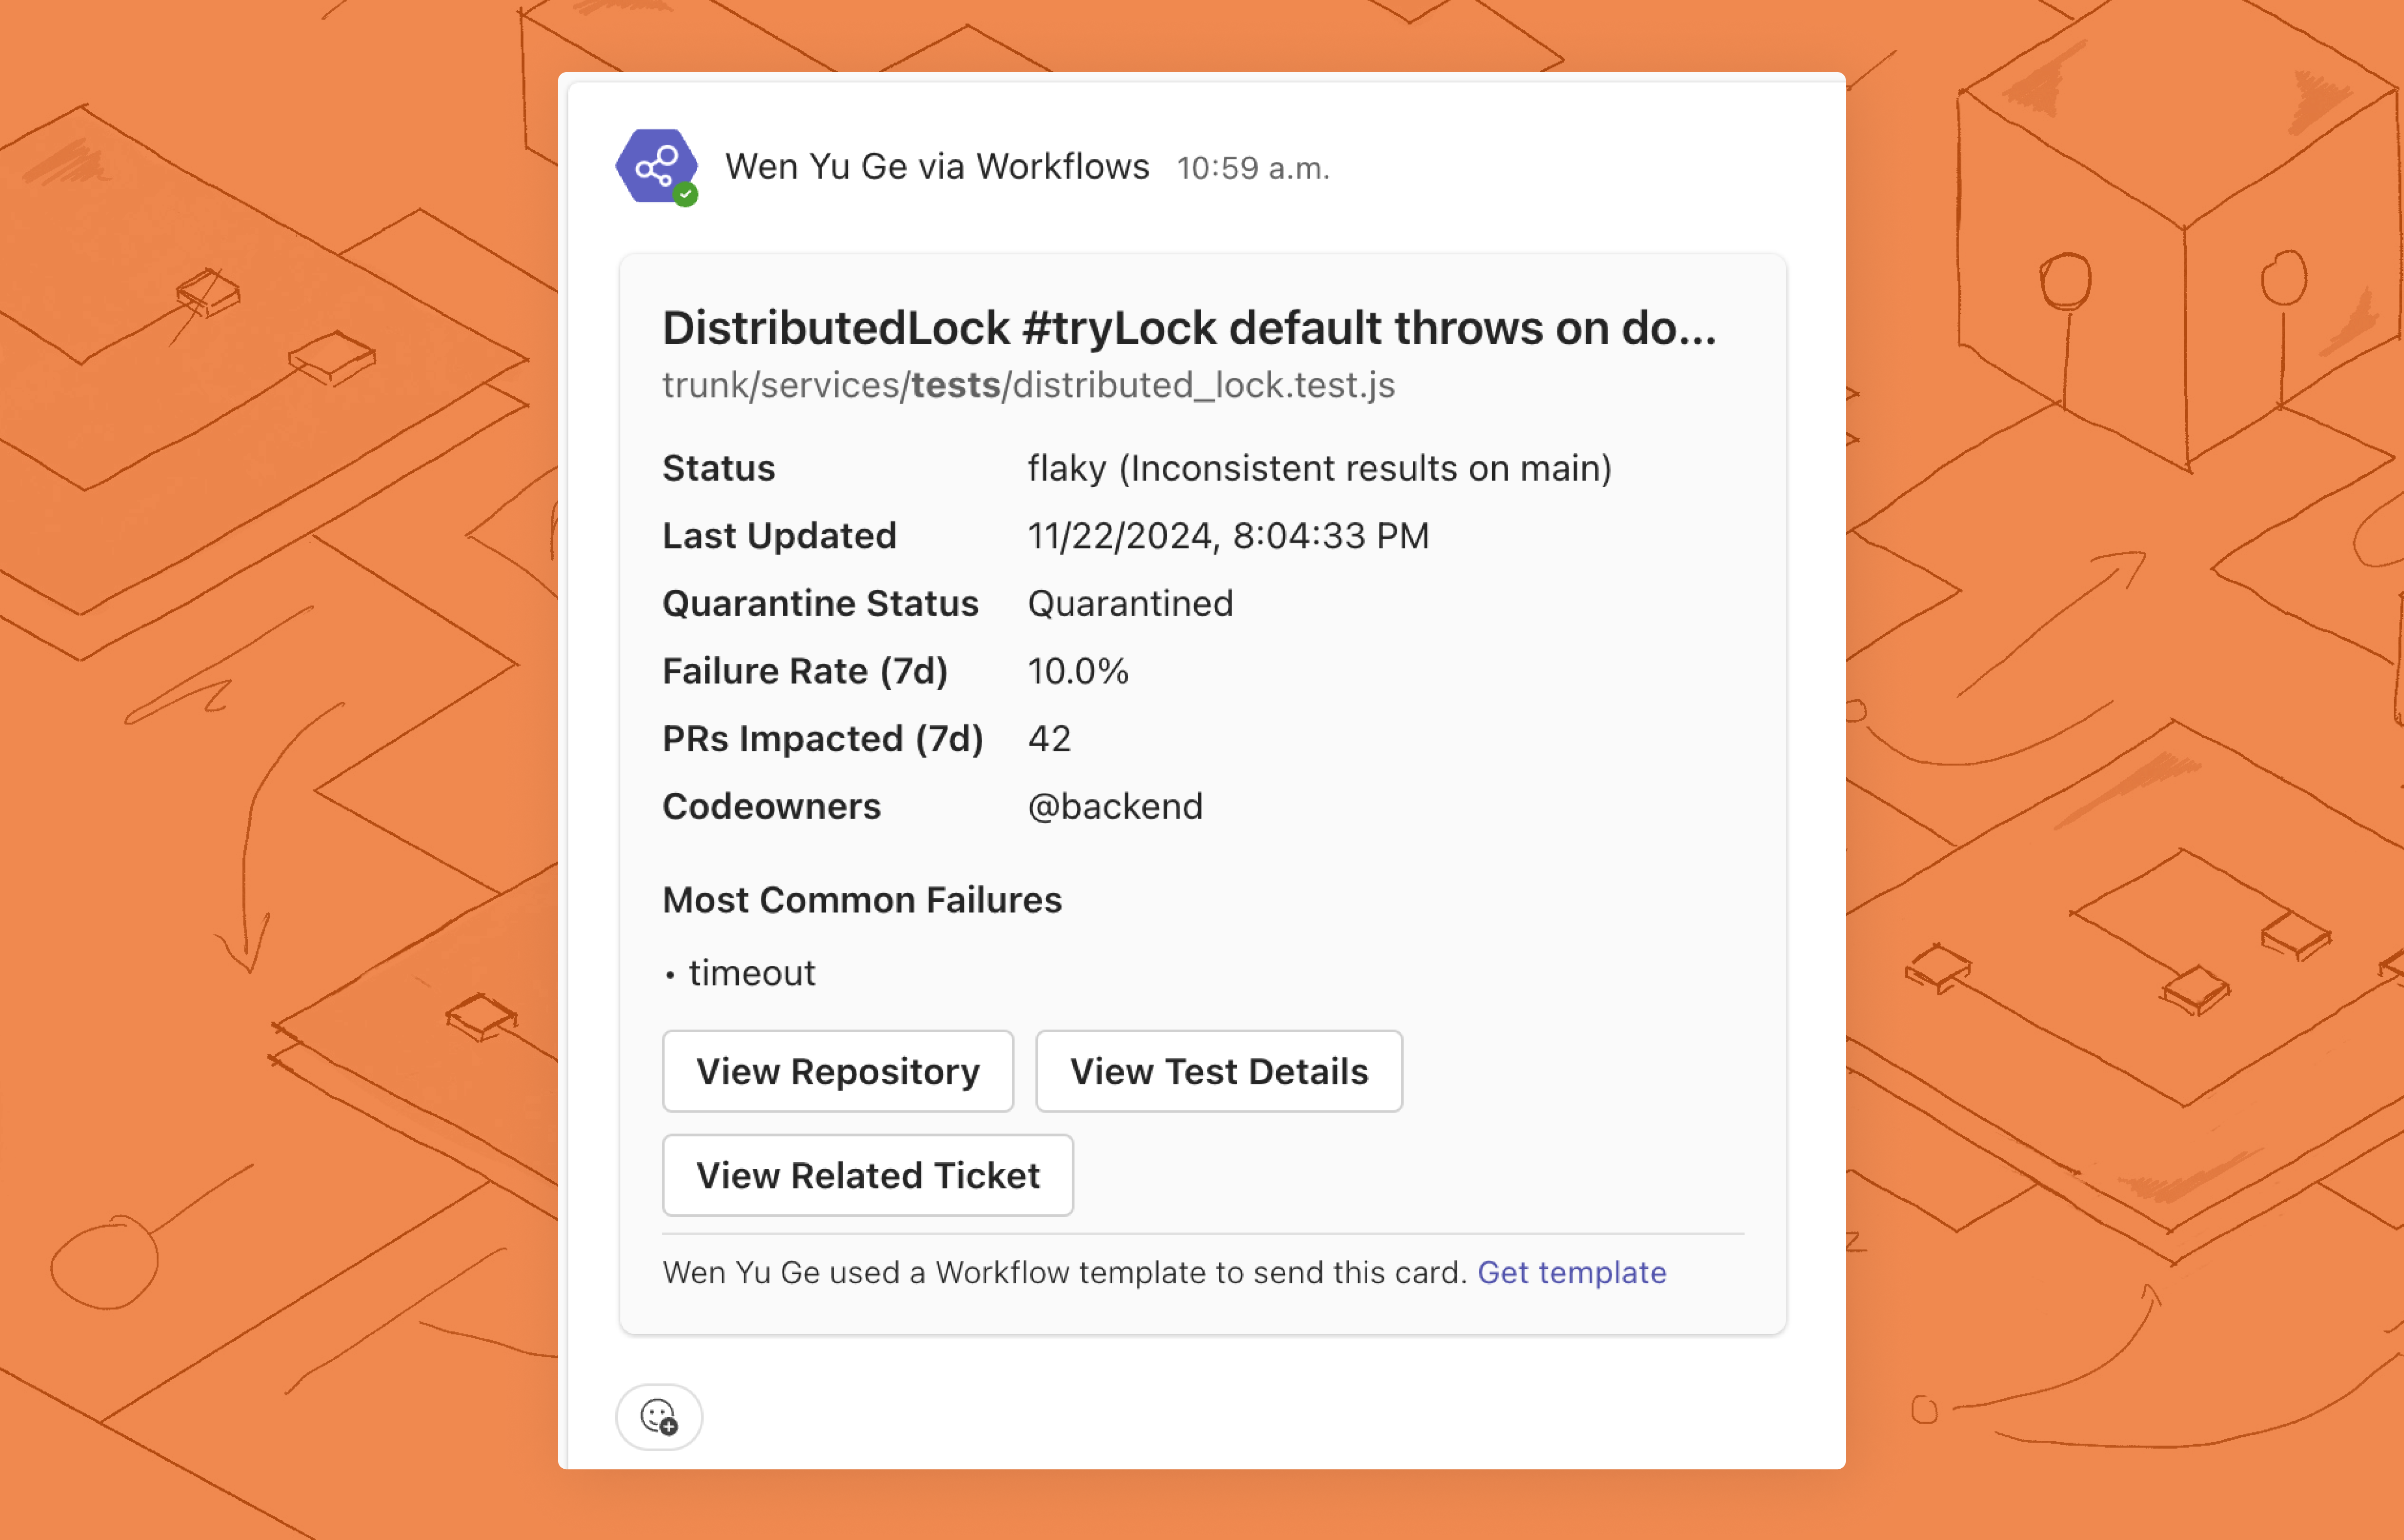 Wen Yu Ge via Workflows 10:59 a.m.
DistributedLock #tryLock default throws on do...
trunk/services/tests/distributed_lock.test.js
Status flaky (Inconsistent results on main)
Last Updated 11/22/2024, 8:04:33 PM
Quarantine Status Quarantined
Failure Rate (7d) 10.0%
PRs Impacted (7d) 42
Codeowners @backend
Most Common Failures
• timeout
View Repository View Test Details
View Related Ticket
Wen Yu Ge used a Workflow template to send this card. Get template